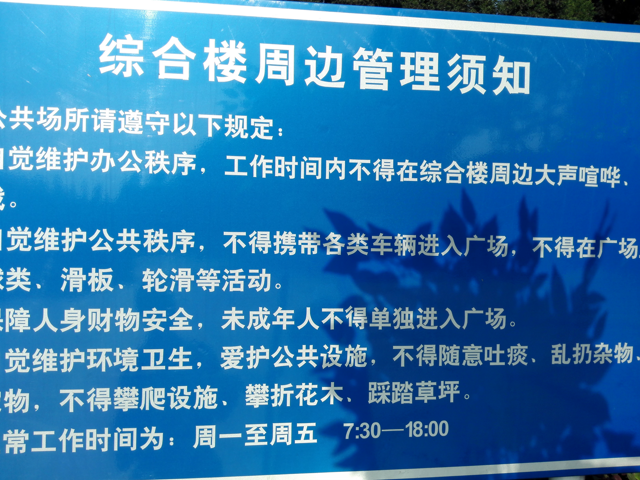 综合楼周边管理须知
公共场所请遵守以下规定：
自觉维护办公秩序，工作时间内不得在综合楼周边大声喧哗、
自觉维护公共秩序，不得携带各类车辆进入广场，不得在广场
球类、滑板、轮滑等活动。
保障人身财物安全，未成年人不得单独进入广场。
自觉维护环境卫生，爱护公共设施，不得随意吐痰、乱扔杂物、
物，不得攀爬设施、攀折花木、踩踏草坪。
常工作时间为：周一至周五 7:30—18:00